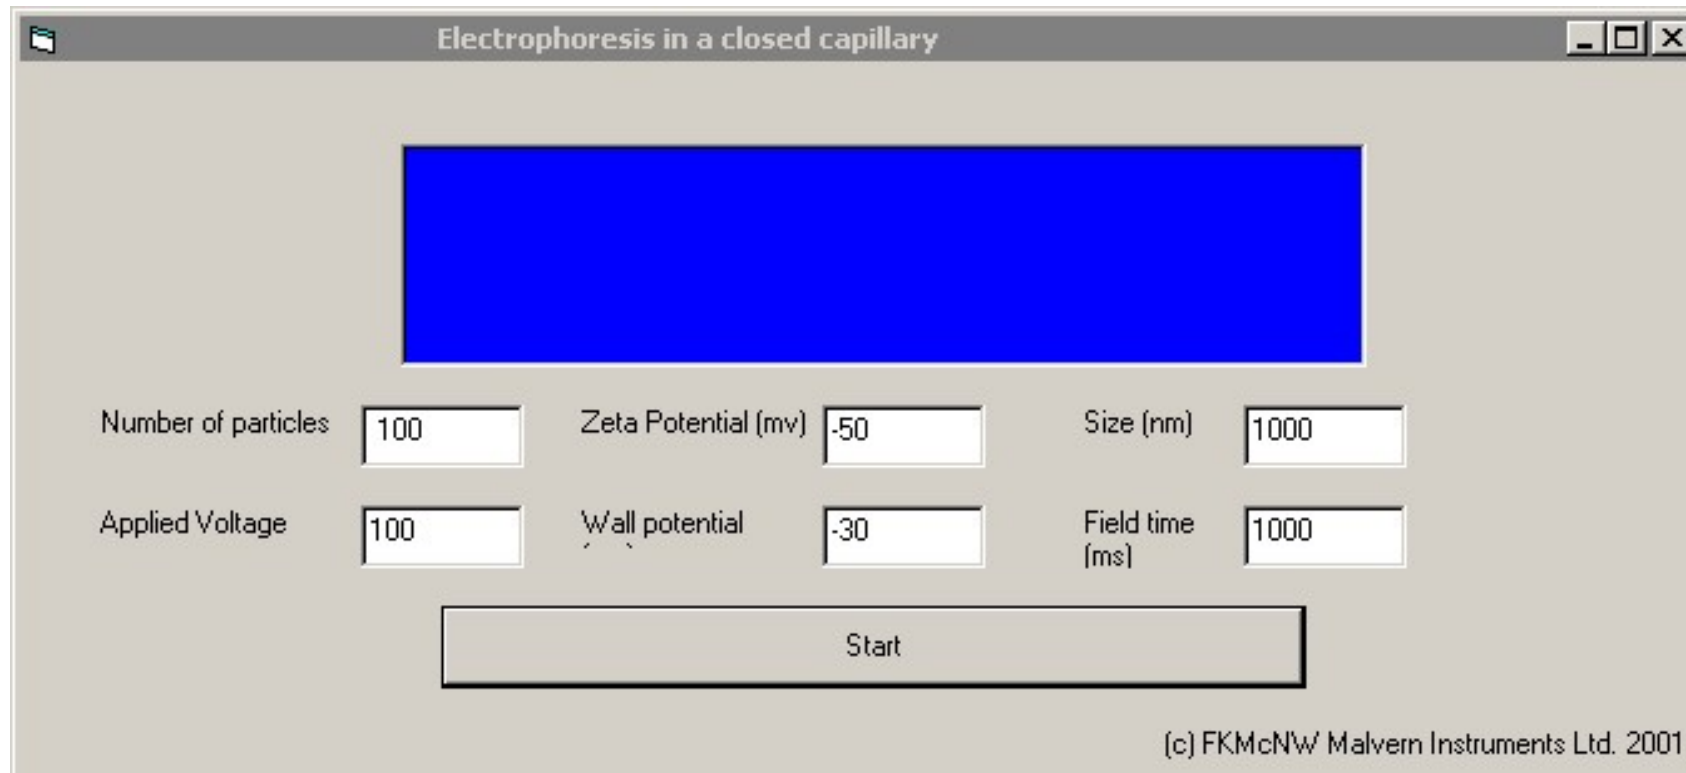 Electrophoresis in a closed capillary
Number of particles 100 Zeta Potential (mv) -50 Size (nm) 1000
Applied Voltage 100 Wall potential -30 Field time (ms) 1000
Start
(c) FKMcNW Malvern Instruments Ltd. 2001